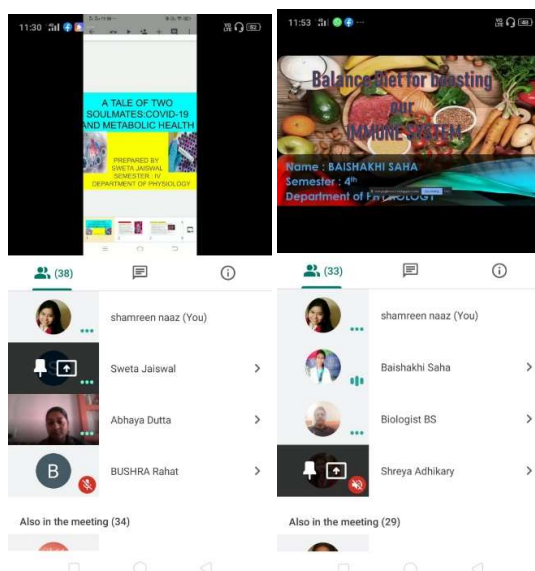 11:30
A TALE OF TWO
SOULMATES:COVID-19
AND METABOLIC HEALTH
PREPARED BY
SWETA JAISWAL
SEMESTER : IV
DEPARTMENT OF PHYSIOLOGY
(38)
shamreen naaz (You)
Sweta Jaiswal
Abhaya Dutta
B
BUSHRA Rahat
Also in the meeting (34)
11:53
Balance diet for boosting
our
IMMUNE SYSTEM
Name : BAISHAKHI SAHA
Semester : 4th
Department of PHYSIOLOGY
(33)
shamreen naaz (You)
Baishakhi Saha
Biologist BS
Shreya Adhikary
Also in the meeting (29)